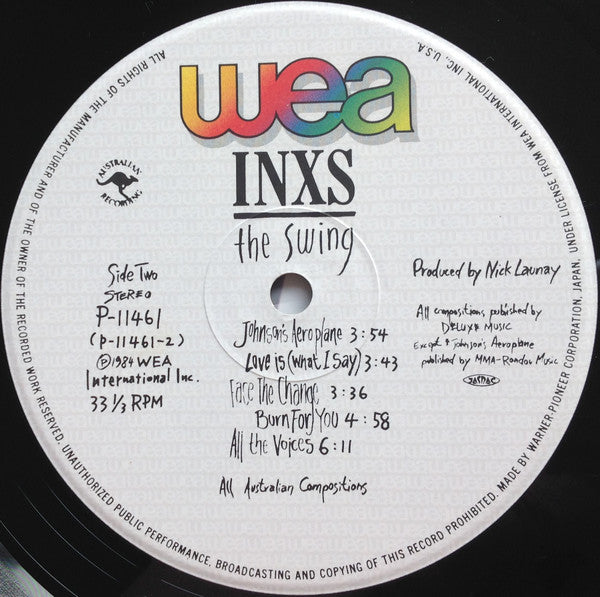 wea
INXS
the swing
AUSTRALIAN
RECORDING
Side Two
STEREO
P-11461
(P-11461-2)
Ⓟ1984 WEA
International Inc.
33 1/3 RPM
Produced by Nick Launay
All compositions published by
DELUXE MUSIC
Except * Johnson's Aeroplane
published by MMA-Rondor Music
JASRAC
Johnson's Aeroplane 3:54
Love is (what I say) 3:43
Face The Change 3:36
Burn For You 4:58
All the Voices 6:11
All Australian Compositions
ALL RIGHTS OF THE MANUFACTURER AND OF THE OWNER OF THE RECORDED WORK RESERVED. UNAUTHORIZED PUBLIC PERFORMANCE, BROADCASTING AND COPYING OF THIS RECORD PROHIBITED. MADE BY WARNER-PIONEER CORPORATION, JAPAN, UNDER LICENSE FROM WEA INTERNATIONAL INC., U.S.A.